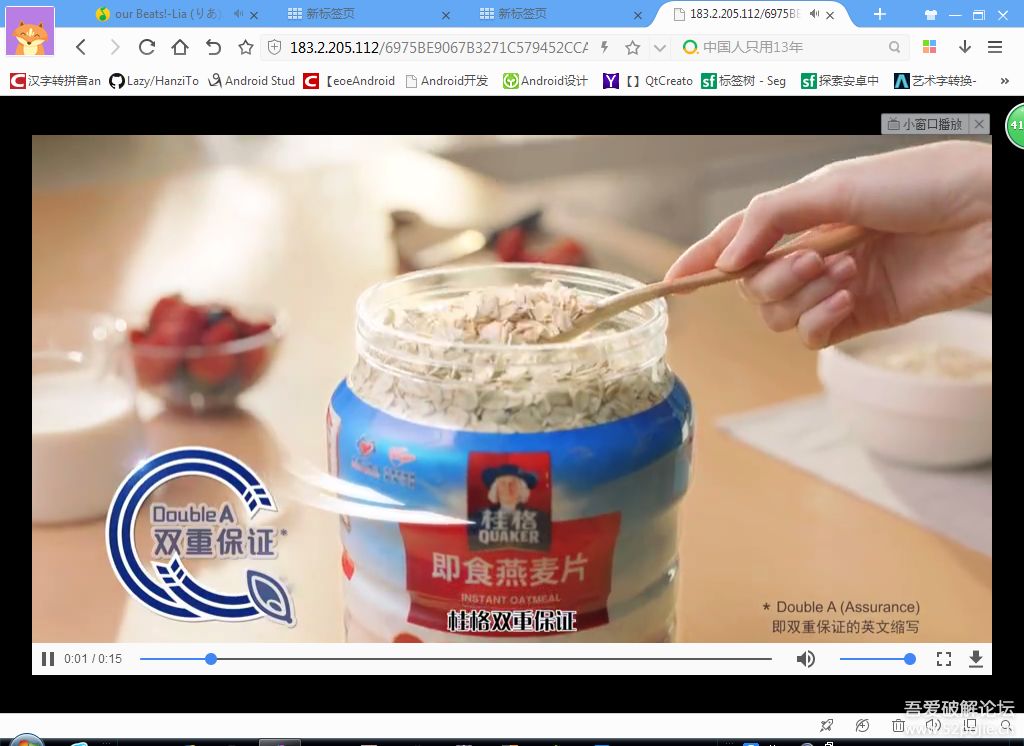 our Beats!-Lia (りあ)
新标签页
新标签页
183.2.205.112/6975BE
183.2.205.112/6975BE9067B3271C579452CCA
中国人只用13年
汉字转拼音an
Lazy/HanziTo
Android Stud
【eoeAndroid
Android开发
Android设计
【】QtCreato
标签树 - Seg
探索安卓中
艺术字转换-
»
小窗口播放
41
桂格
QUAKER
即食燕麦片
INSTANT OATMEAL
Double A
双重保证*
桂格双重保证
* Double A (Assurance)
即双重保证的英文缩写
0:01 / 0:15
吾爱破解论坛
www.52pojie.cn